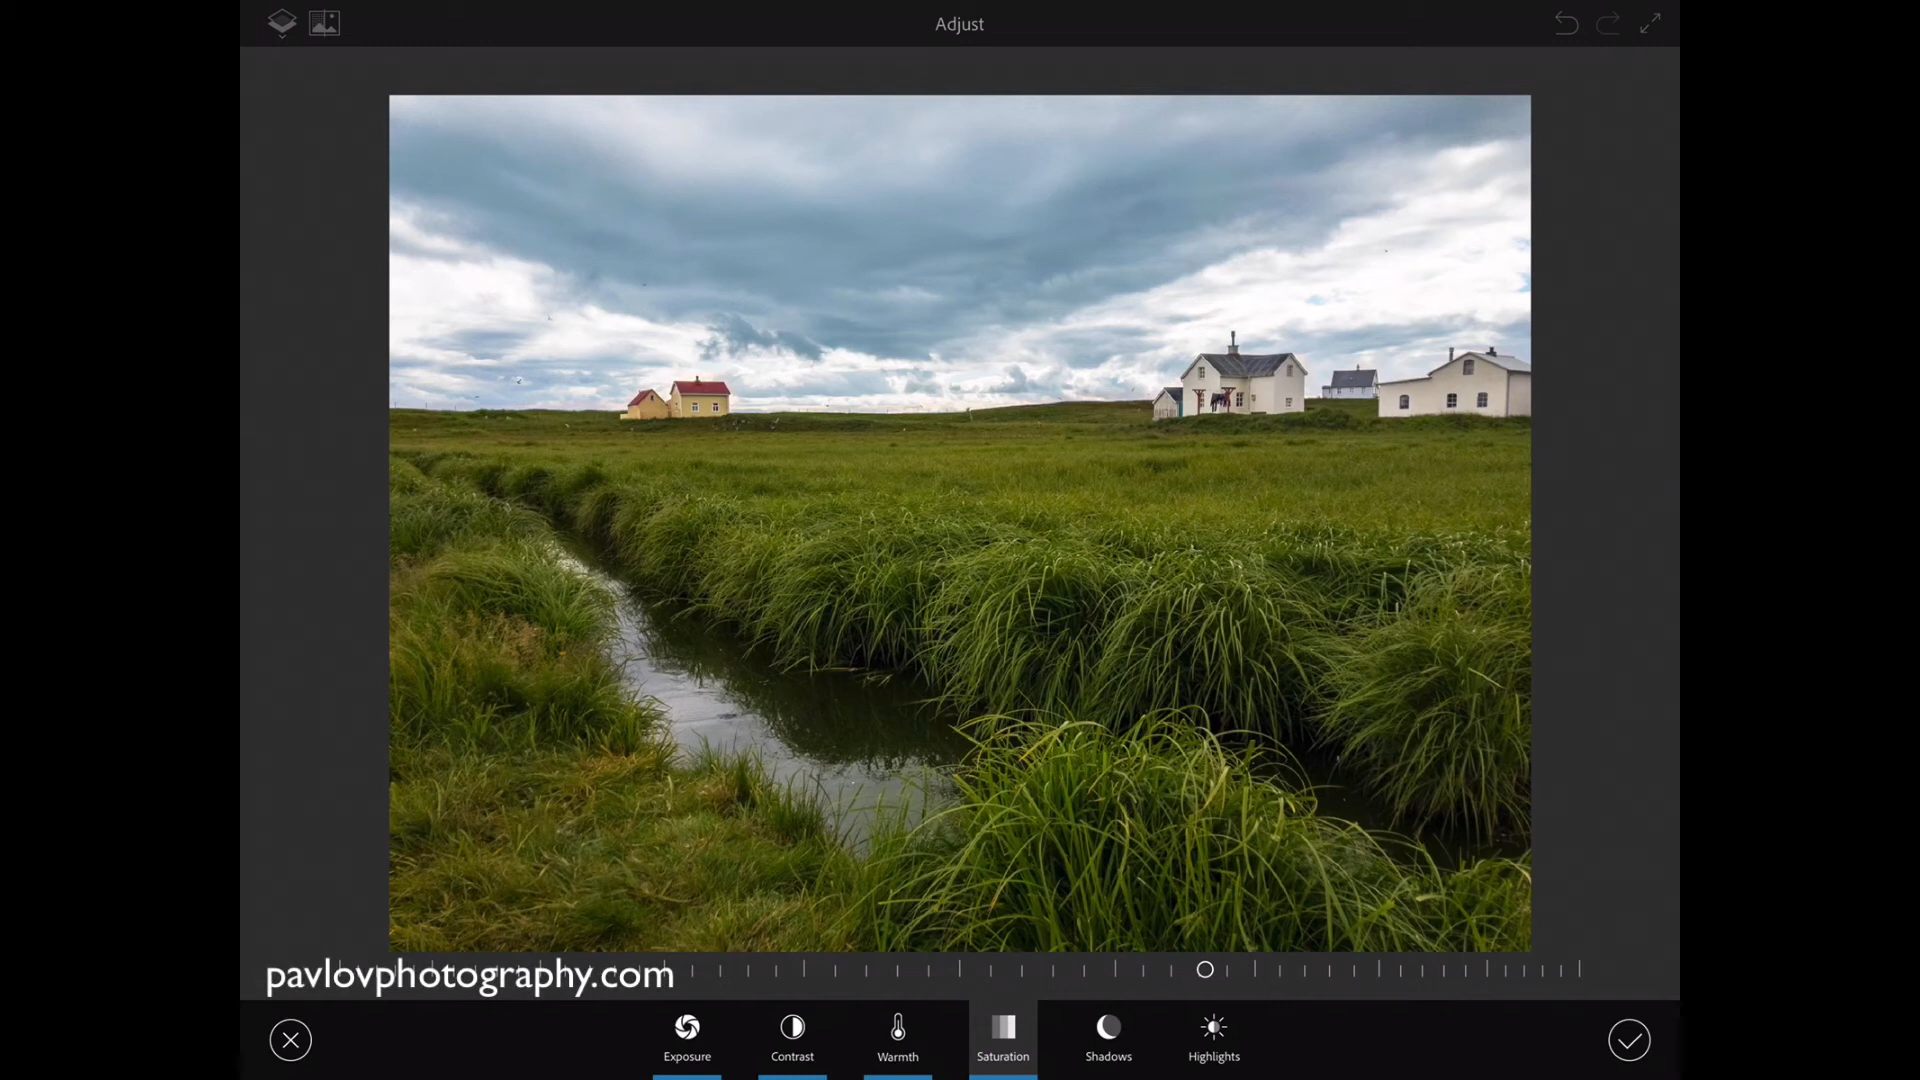 Adjust
pavlovphotography.com
Exposure
Contrast
Warmth
Saturation
Shadows
Highlights